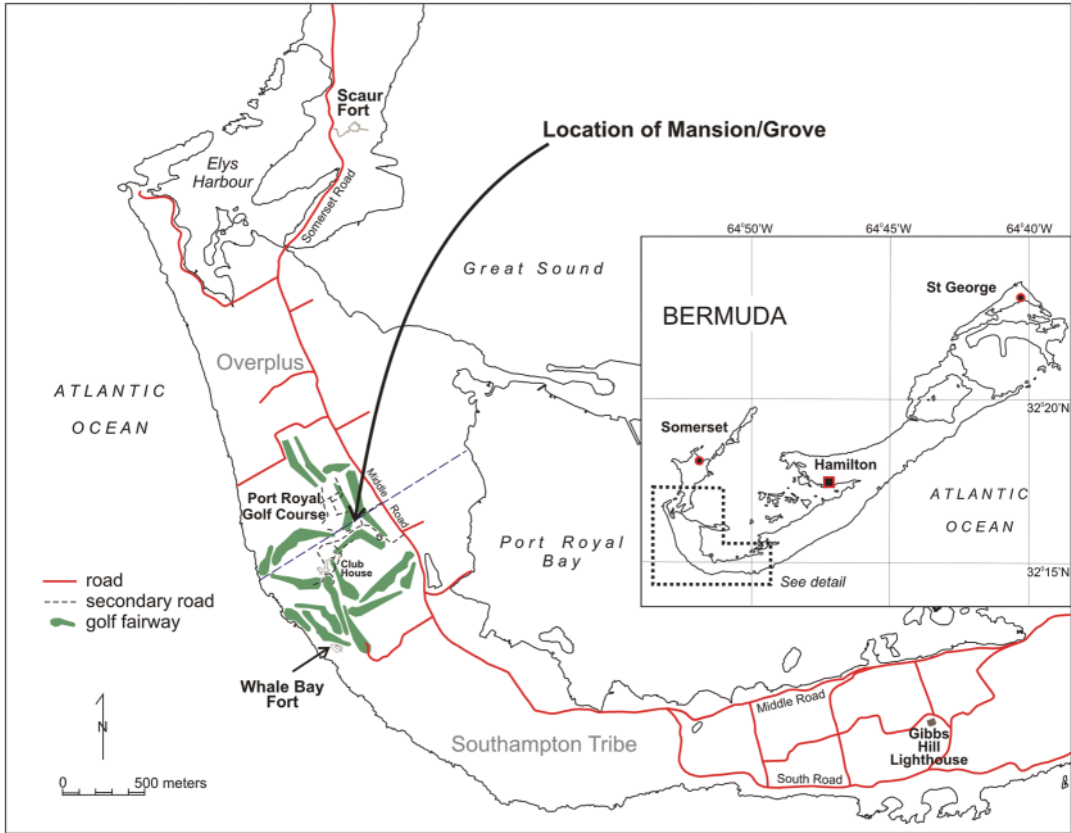 Scaur
Fort
Location of Mansion/Grove
Elys
Harbour
Somerset Road
Great Sound
64°50'W
64°45'W
64°40'W
St George
BERMUDA
Overplus
ATLANTIC
OCEAN
32°20'N
Somerset
Hamilton
Middle Road
Port Royal
Golf Course
ATLANTIC
OCEAN
Port Royal
Bay
Club
House
32°15'N
See detail
road
secondary road
golf fairway
Whale Bay
Fort
Middle Road
N
Southampton Tribe
Gibbs
Hill
Lighthouse
0 500 meters
South Road